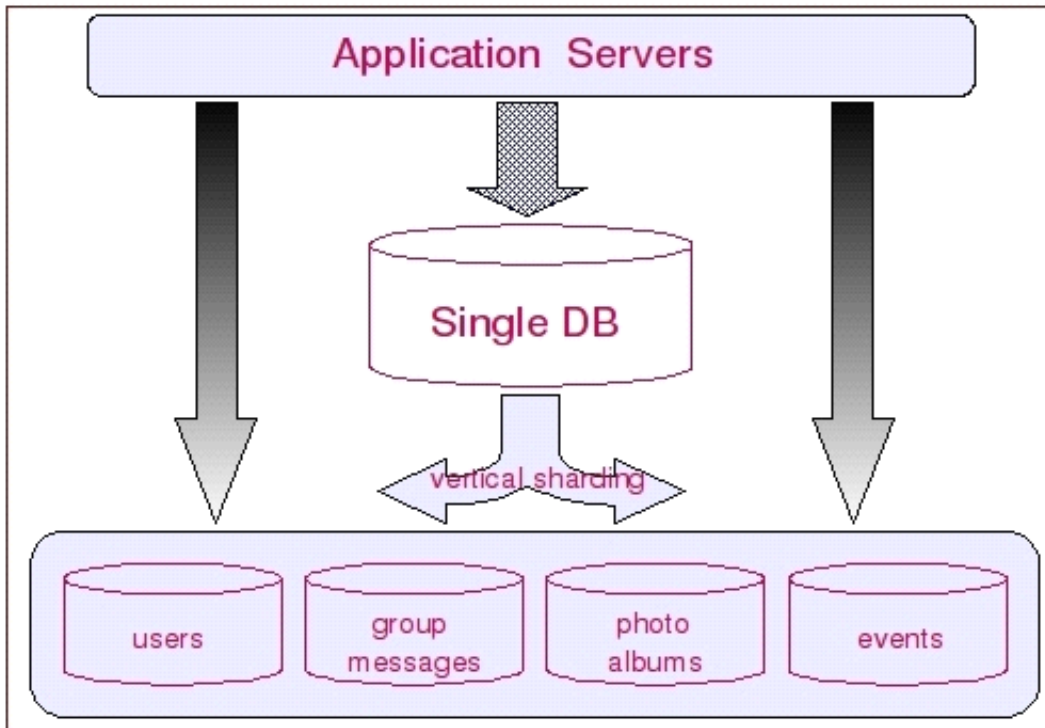 Application Servers
Single DB
vertical sharding
users
group
messages
photo
albums
events